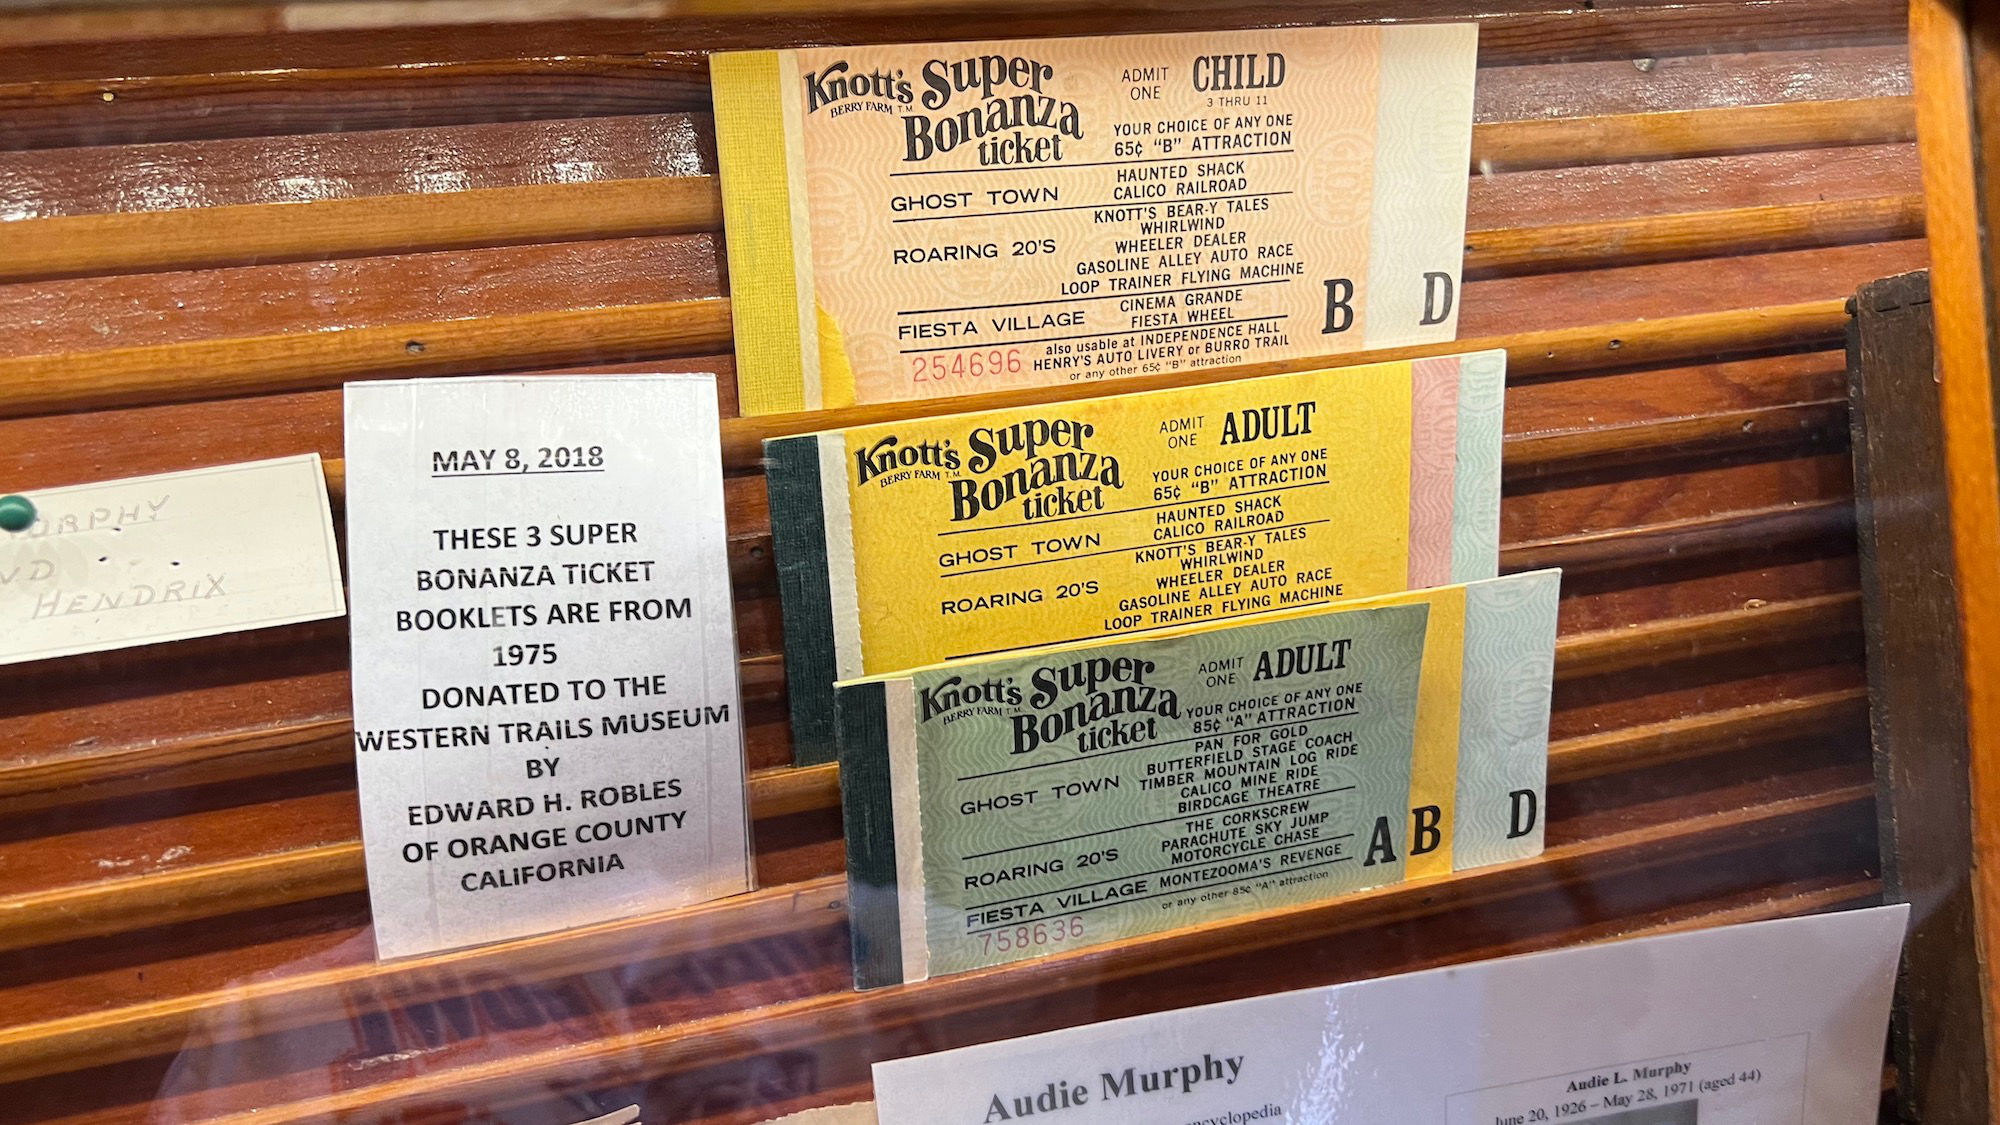 Knott's Super
BERRY FARM T.M.
Bonanza
ticket
ADMIT
ONE
CHILD
3 THRU 11
YOUR CHOICE OF ANY ONE
65¢ "B" ATTRACTION
GHOST TOWN
HAUNTED SHACK
CALICO RAILROAD
ROARING 20'S
KNOTT'S BEAR-Y TALES
WHIRLWIND
WHEELER DEALER
GASOLINE ALLEY AUTO RACE
LOOP TRAINER FLYING MACHINE
FIESTA VILLAGE
CINEMA GRANDE
FIESTA WHEEL
254696
also usable at INDEPENDENCE HALL
HENRY'S AUTO LIVERY or BURRO TRAIL
or any other 65¢ "B" attraction
B
D
Knott's Super
BERRY FARM T.M.
Bonanza
ticket
ADMIT
ONE
ADULT
YOUR CHOICE OF ANY ONE
65¢ "B" ATTRACTION
GHOST TOWN
HAUNTED SHACK
CALICO RAILROAD
ROARING 20'S
KNOTT'S BEAR-Y TALES
WHIRLWIND
WHEELER DEALER
GASOLINE ALLEY AUTO RACE
LOOP TRAINER FLYING MACHINE
Knott's Super
BERRY FARM T.M.
Bonanza
ticket
ADMIT
ONE
ADULT
YOUR CHOICE OF ANY ONE
85¢ "A" ATTRACTION
GHOST TOWN
PAN FOR GOLD
BUTTERFIELD STAGE COACH
TIMBER MOUNTAIN LOG RIDE
CALICO MINE RIDE
BIRDCAGE THEATRE
ROARING 20'S
THE CORKSCREW
PARACHUTE SKY JUMP
MOTORCYCLE CHASE
FIESTA VILLAGE
MONTEZOOMA'S REVENGE
or any other 85¢ "A" attraction
758636
A
B
D
MAY 8, 2018
THESE 3 SUPER
BONANZA TICKET
BOOKLETS ARE FROM
1975
DONATED TO THE
WESTERN TRAILS MUSEUM
BY
EDWARD H. ROBLES
OF ORANGE COUNTY
CALIFORNIA
HENDRIX
Audie Murphy
Audie L. Murphy
June 20, 1926 – May 28, 1971 (aged 44)